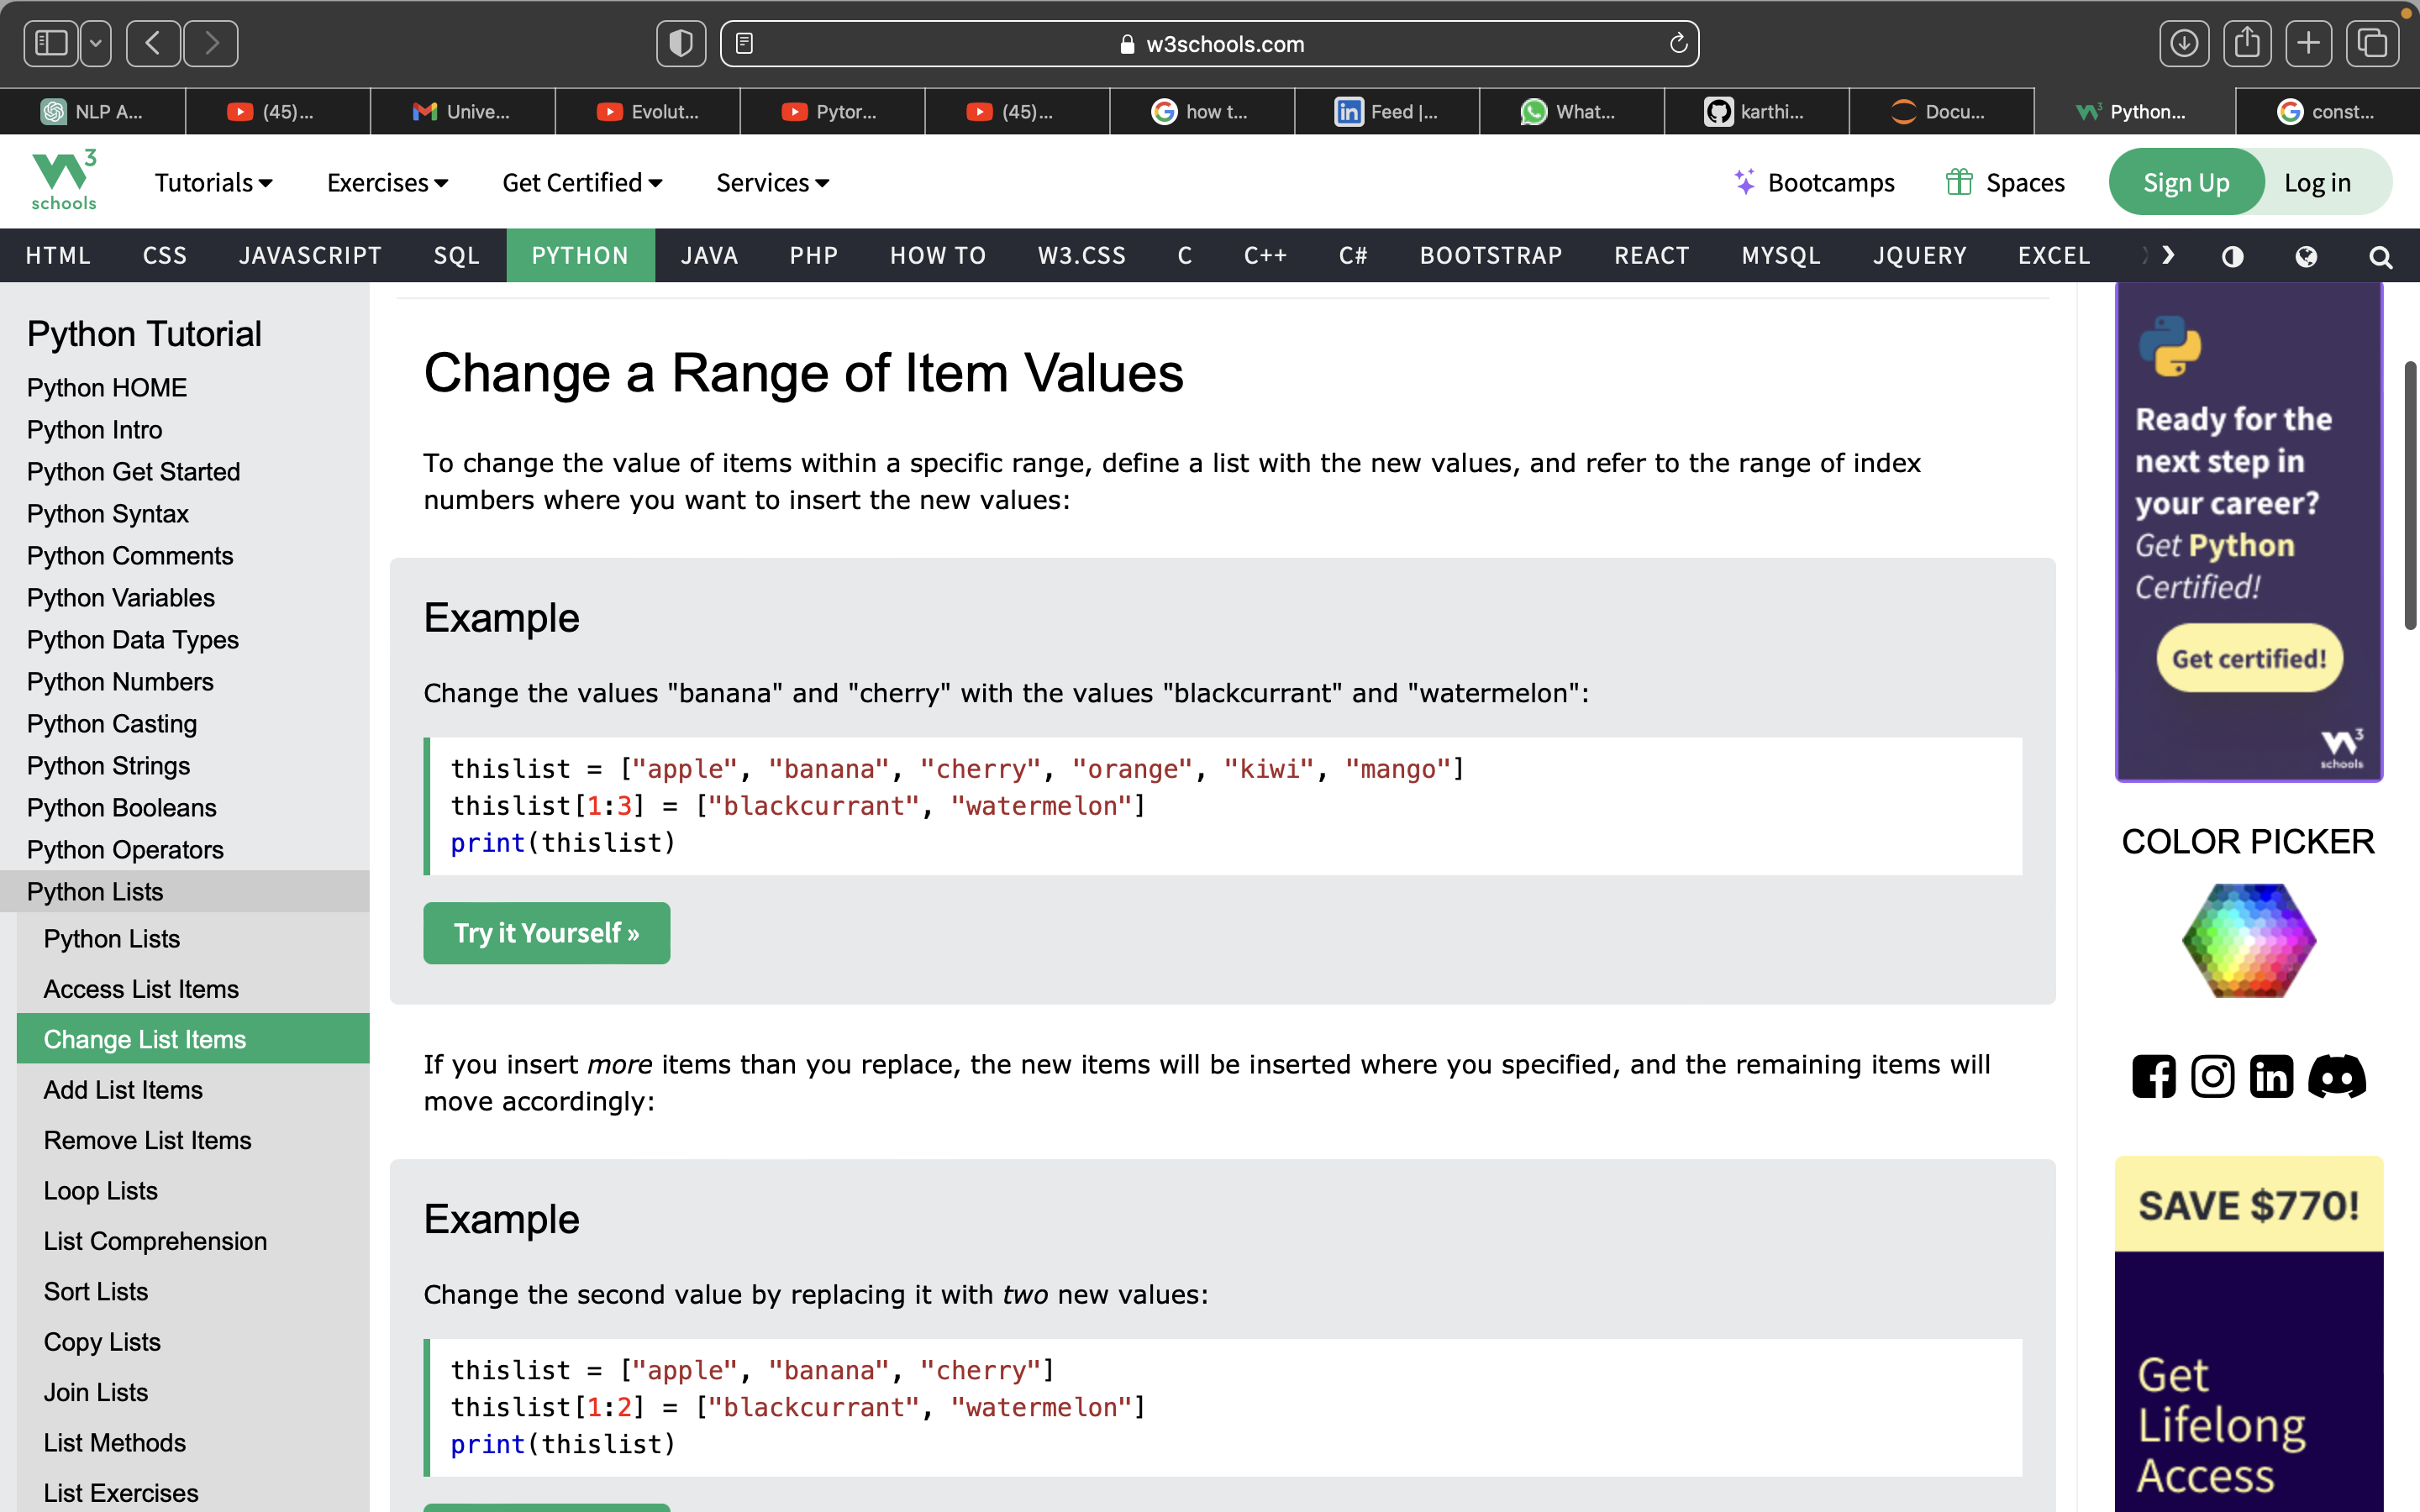 w3schools.com
NLP A...
(45)...
Unive...
Evolut...
Pytor...
(45)...
how t...
Feed |...
What...
karthi...
Docu...
Python...
const...
W3 schools
Tutorials
Exercises
Get Certified
Services
Bootcamps
Spaces
Sign Up
Log in
HTML
CSS
JAVASCRIPT
SQL
PYTHON
JAVA
PHP
HOW TO
W3.CSS
C
C++
C#
BOOTSTRAP
REACT
MYSQL
JQUERY
EXCEL
Python Tutorial
Python HOME
Python Intro
Python Get Started
Python Syntax
Python Comments
Python Variables
Python Data Types
Python Numbers
Python Casting
Python Strings
Python Booleans
Python Operators
Python Lists
Python Lists
Access List Items
Change List Items
Add List Items
Remove List Items
Loop Lists
List Comprehension
Sort Lists
Copy Lists
Join Lists
List Methods
List Exercises
Change a Range of Item Values
To change the value of items within a specific range, define a list with the new values, and refer to the range of index
numbers where you want to insert the new values:
Example
Change the values "banana" and "cherry" with the values "blackcurrant" and "watermelon":
thislist = ["apple", "banana", "cherry", "orange", "kiwi", "mango"]
thislist[1:3] = ["blackcurrant", "watermelon"]
print(thislist)
Try it Yourself »
If you insert more items than you replace, the new items will be inserted where you specified, and the remaining items will
move accordingly:
Example
Change the second value by replacing it with two new values:
thislist = ["apple", "banana", "cherry"]
thislist[1:2] = ["blackcurrant", "watermelon"]
print(thislist)
Ready for the
next step in
your career?
Get Python
Certified!
Get certified!
W3 schools
COLOR PICKER
SAVE $770!
Get
Lifelong
Access